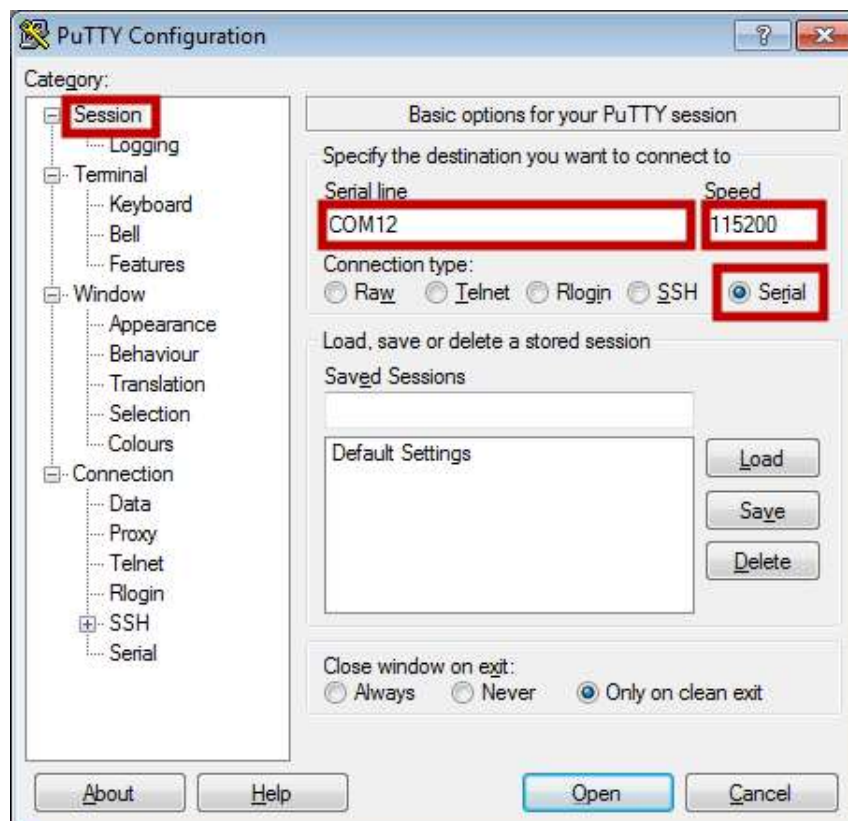 PuTTY Configuration
Category:
Session
Logging
Terminal
Keyboard
Bell
Features
Window
Appearance
Behaviour
Translation
Selection
Colours
Connection
Data
Proxy
Telnet
Rlogin
SSH
Serial
Basic options for your PuTTY session
Specify the destination you want to connect to
Serial line Speed
COM12 115200
Connection type:
Raw Telnet Rlogin SSH Serial
Load, save or delete a stored session
Saved Sessions
Default Settings
Load
Save
Delete
Close window on exit:
Always Never Only on clean exit
About Help Open Cancel